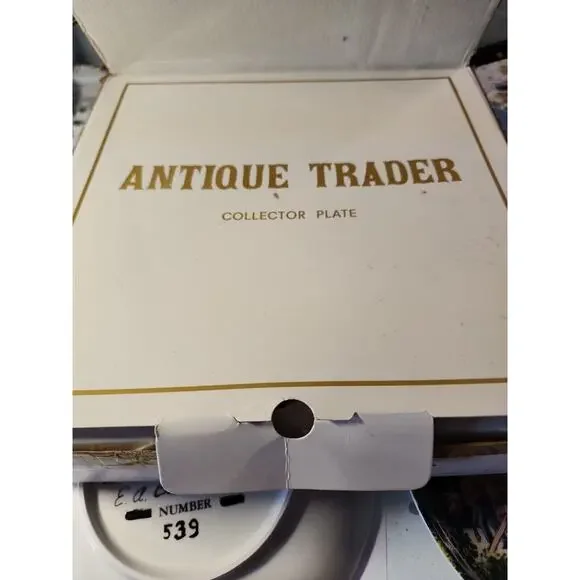 ANTIQUE TRADER
COLLECTOR PLATE
E. A.
NUMBER
539